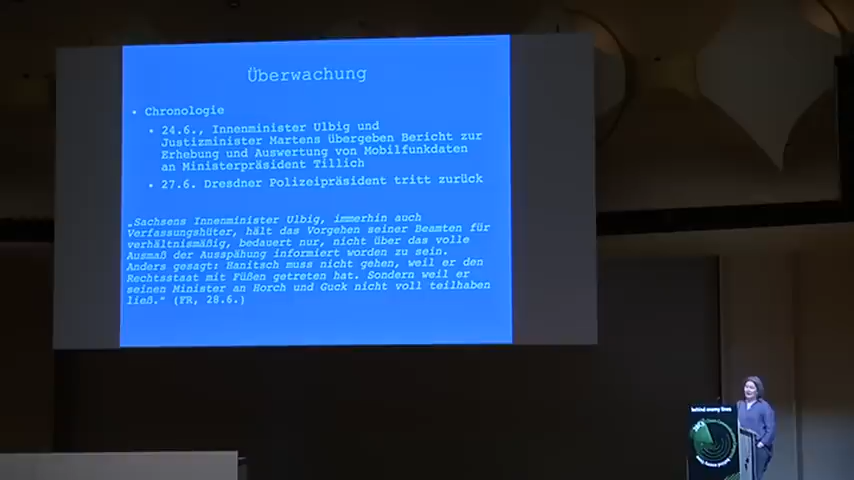 Überwachung
• Chronologie
• 24.6., Innenminister Ulbig und
Justizminister Martens übergeben Bericht zur
Erhebung und Auswertung von Mobilfunkdaten
an Ministerpräsident Tillich
• 27.6. Dresdner Polizeipräsident tritt zurück
„Sachsens Innenminister Ulbig, immerhin auch
Verfassungshüter, hält das Vorgehen seiner Beamten für
verhältnismäßig, bedauert nur, nicht über das volle
Ausmaß der Ausspähung informiert worden zu sein.
Anders gesagt: Hanitsch muss nicht gehen, weil er den
Rechtsstaat mit Füßen getreten hat. Sondern weil er
seinen Minister an Horch und Guck nicht voll teilhaben
ließ." (FR, 28.6.)
behind enemy lines